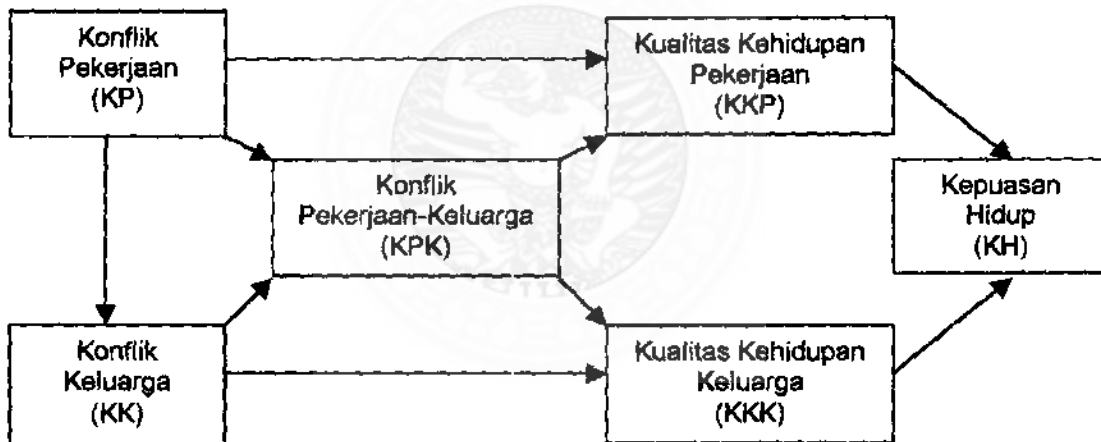 Konflik
Pekerjaan
(KP)
Kualitas Kehidupan
Pekerjaan
(KKP)
Konflik
Pekerjaan-Keluarga
(KPK)
Kepuasan
Hidup
(KH)
Konflik
Keluarga
(KK)
Kualitas Kehidupan
Keluarga
(KKK)